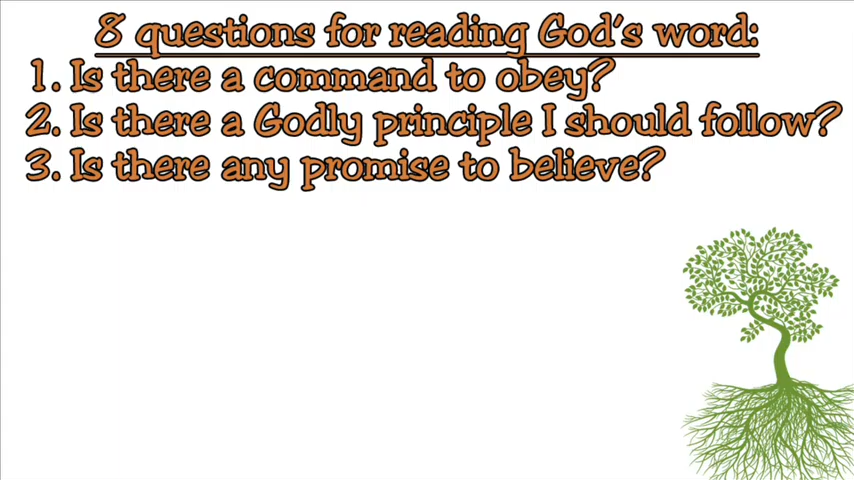 8 questions for reading God's word:
1. Is there a command to obey?
2. Is there a Godly principle I should follow?
3. Is there any promise to believe?